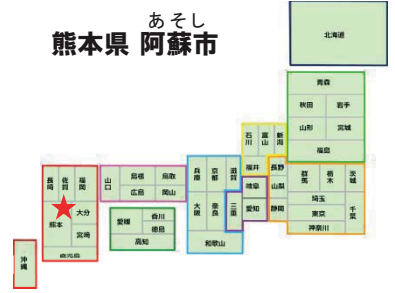 あそし
熊本県 阿蘇市
北海道
青森
秋田 岩手
山形 宮城
福島
石川 富山 新潟
福井 長野
岐阜 山梨
愛知 静岡
群馬 栃木 茨城
埼玉
東京
千葉
神奈川
兵庫 京都 滋賀
大阪 奈良 三重
和歌山
山口 島根 鳥取
広島 岡山
愛媛 香川
徳島
高知
長崎 佐賀 福岡
大分
熊本
宮崎
鹿児島
沖縄